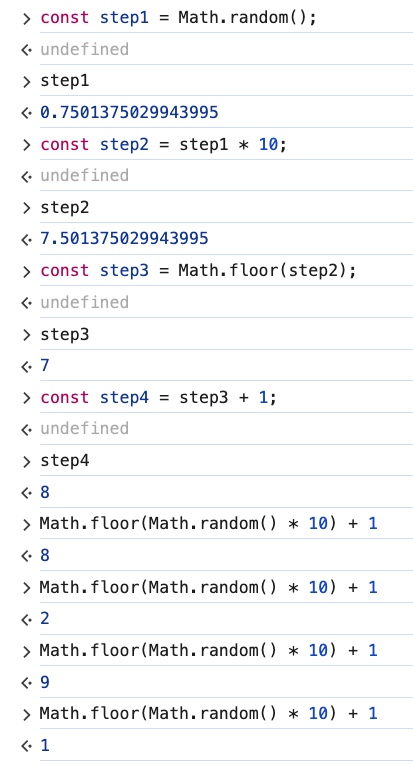 > const step1 = Math.random();
< undefined
> step1
< 0.7501375029943995
> const step2 = step1 * 10;
< undefined
> step2
< 7.501375029943995
> const step3 = Math.floor(step2);
< undefined
> step3
< 7
> const step4 = step3 + 1;
< undefined
> step4
< 8
> Math.floor(Math.random() * 10) + 1
< 8
> Math.floor(Math.random() * 10) + 1
< 2
> Math.floor(Math.random() * 10) + 1
< 9
> Math.floor(Math.random() * 10) + 1
< 1